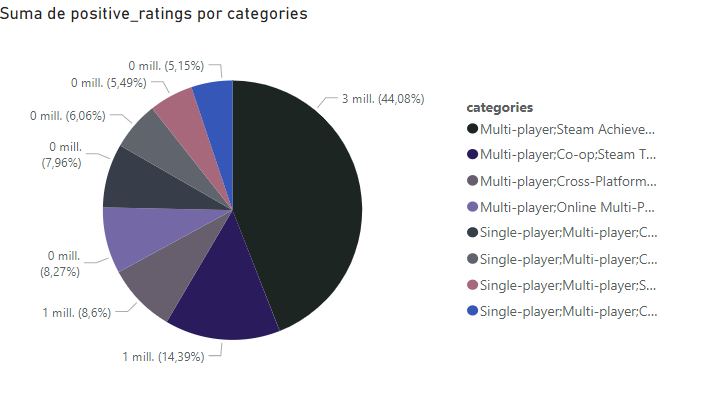 Suma de positive_ratings por categories
0 mill. (5,15%)
0 mill. (5,49%)
0 mill. (6,06%)
0 mill.
(7,96%)
0 mill.
(8,27%)
1 mill. (8,6%)
1 mill. (14,39%)
3 mill. (44,08%)
categories
Multi-player;Steam Achieve...
Multi-player;Co-op;Steam T...
Multi-player;Cross-Platform...
Multi-player;Online Multi-P...
Single-player;Multi-player;C...
Single-player;Multi-player;C...
Single-player;Multi-player;S...
Single-player;Multi-player;C...